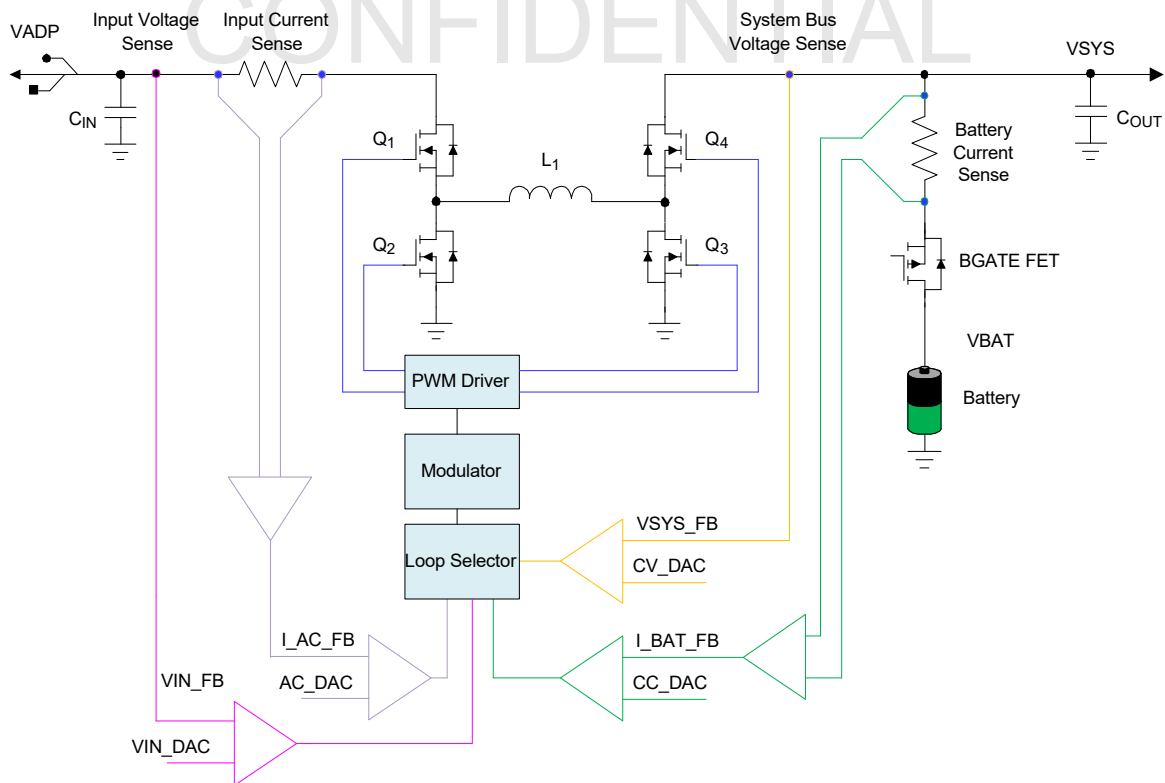 CONFIDENTIAL
Input Voltage
Sense
Input Current
Sense
System Bus
Voltage Sense
VADP
VSYS
CIN
COUT
Q1
Q4
Battery
Current
Sense
L1
Q2
Q3
BGATE FET
VBAT
PWM Driver
Battery
Modulator
VSYS_FB
Loop Selector
CV_DAC
I_AC_FB
I_BAT_FB
AC_DAC
CC_DAC
VIN_FB
VIN_DAC